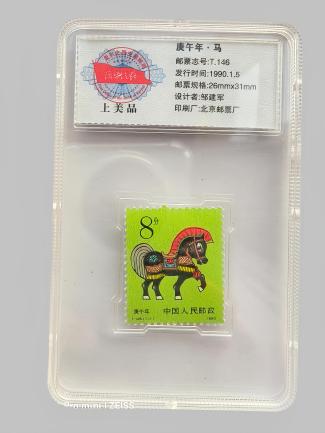 庚午年·马
邮票志号:T.146
发行时间:1990.1.5
邮票规格:26mmx31mm
设计者:邹建军
印刷厂:北京邮票厂
上美品
8分
庚午年
中国人民邮政
1990
ZEISS